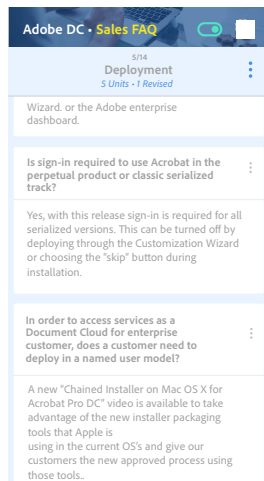 Adobe DC • Sales FAQ
5/14
Deployment
5 Units • 1 Revised
Wizard. or the Adobe enterprise
dashboard.
Is sign-in required to use Acrobat in the
perpetual product or classic serialized
track?
Yes, with this release sign-in is required for all
serialized versions. This can be turned off by
deploying through the Customization Wizard
or choosing the "skip" button during
installation.
In order to access services as a
Document Cloud for enterprise
customer, does a customer need to
deploy in a named user model?
A new "Chained Installer on Mac OS X for
Acrobat Pro DC" video is available to take
advantage of the new installer packaging
tools that Apple is
using in the current OS's and give our
customers the new approved process using
those tools..